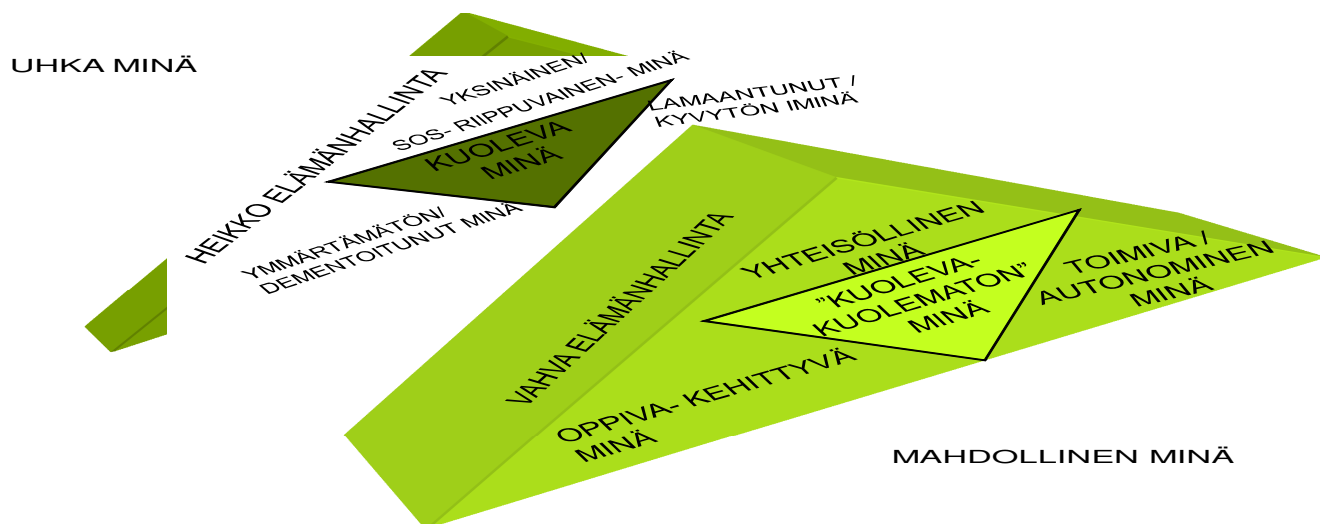 UHKA MINÄ
HEIKKO ELÄMÄNHALLINTA
YKSINÄINEN/
SOS- RIIPPUVAINEN- MINÄ
LAMAANTUNUT /
KYVYTÖN IMINÄ
KUOLEVA
MINÄ
YMMÄRTÄMÄTÖN/
DEMENTOITUNUT MINÄ
VAHVA ELÄMÄNHALLINTA
YHTEISÖLLINEN
MINÄ
”KUOLEVA-
KUOLEMATON”
MINÄ
TOIMIVA /
AUTONOMINEN
MINÄ
OPPIVA- KEHITTYVÄ
MINÄ
MAHDOLLINEN MINÄ